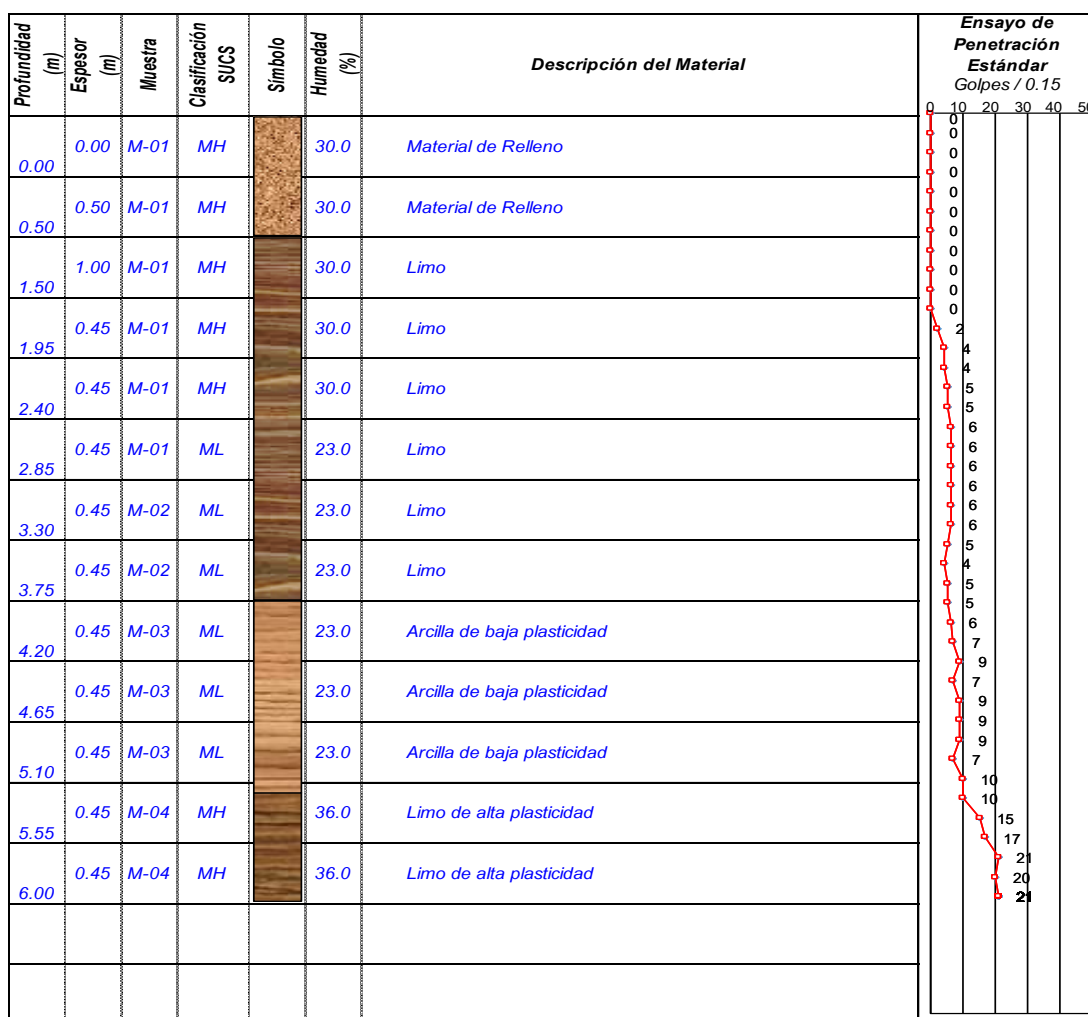 Profundidad (m) Espesor (m) Muestra Clasificación SUCS Símbolo Humedad (%) Descripción del Material Ensayo de Penetración Estándar Golpes / 0.15
0 10 20 30 40 50
0.00 0.00 M-01 MH 30.0 Material de Relleno
0.50 0.50 M-01 MH 30.0 Material de Relleno
1.50 1.00 M-01 MH 30.0 Limo
1.95 0.45 M-01 MH 30.0 Limo
2.40 0.45 M-01 MH 30.0 Limo
2.85 0.45 M-01 ML 23.0 Limo
3.30 0.45 M-02 ML 23.0 Limo
3.75 0.45 M-02 ML 23.0 Limo
4.20 0.45 M-03 ML 23.0 Arcilla de baja plasticidad
4.65 0.45 M-03 ML 23.0 Arcilla de baja plasticidad
5.10 0.45 M-03 ML 23.0 Arcilla de baja plasticidad
5.55 0.45 M-04 MH 36.0 Limo de alta plasticidad
6.00 0.45 M-04 MH 36.0 Limo de alta plasticidad
0
0
0
0
0
0
0
0
0
0
0
2
4
4
5
5
6
6
6
6
6
6
5
4
5
5
6
7
9
7
9
9
9
7
10
10
15
17
21
20
21